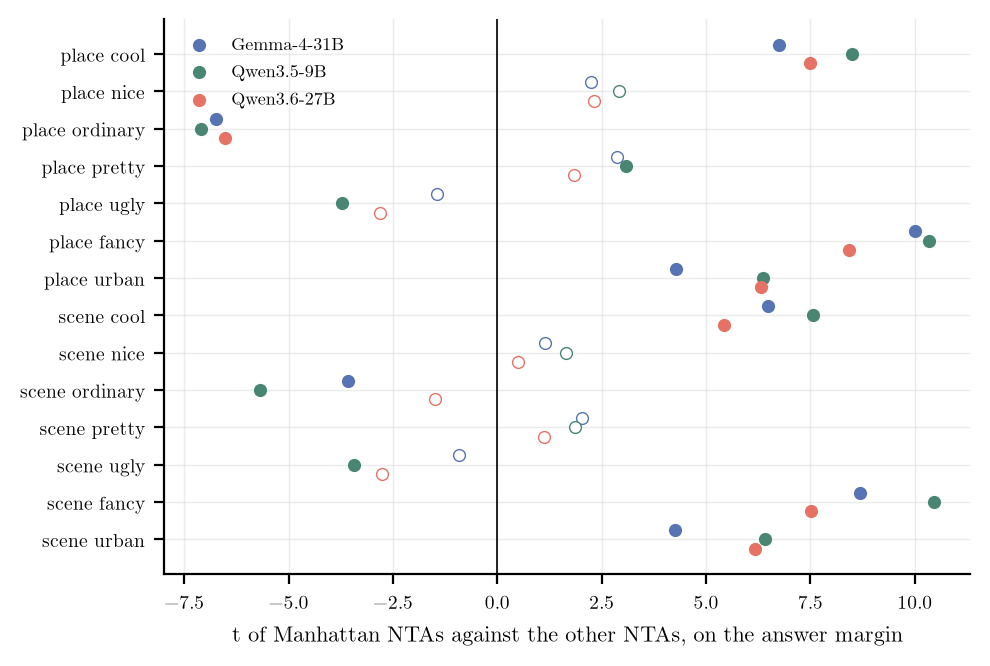 Gemma-4-31B
Qwen3.5-9B
Qwen3.6-27B
place cool
place nice
place ordinary
place pretty
place ugly
place fancy
place urban
scene cool
scene nice
scene ordinary
scene pretty
scene ugly
scene fancy
scene urban
−7.5 −5.0 −2.5 0.0 2.5 5.0 7.5 10.0
t of Manhattan NTAs against the other NTAs, on the answer margin